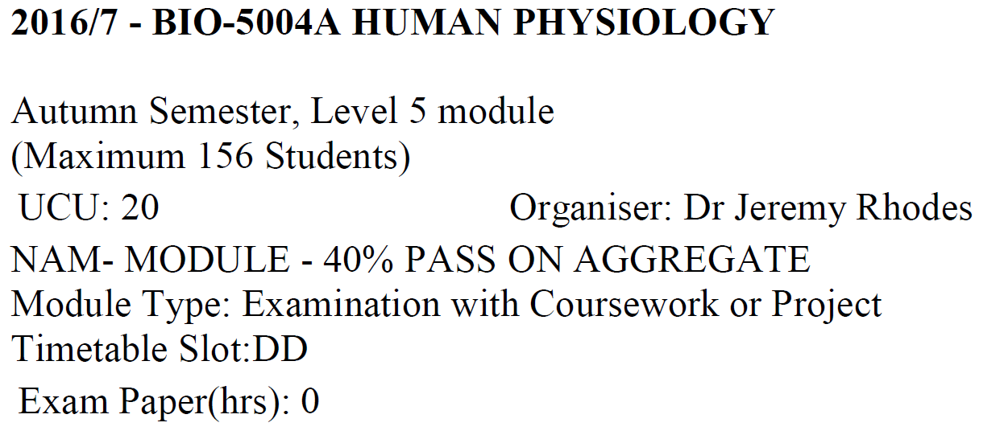 2016/7 - BIO-5004A HUMAN PHYSIOLOGY
Autumn Semester, Level 5 module
(Maximum 156 Students)
UCU: 20 Organiser: Dr Jeremy Rhodes
NAM- MODULE - 40% PASS ON AGGREGATE
Module Type: Examination with Coursework or Project
Timetable Slot:DD
Exam Paper(hrs): 0